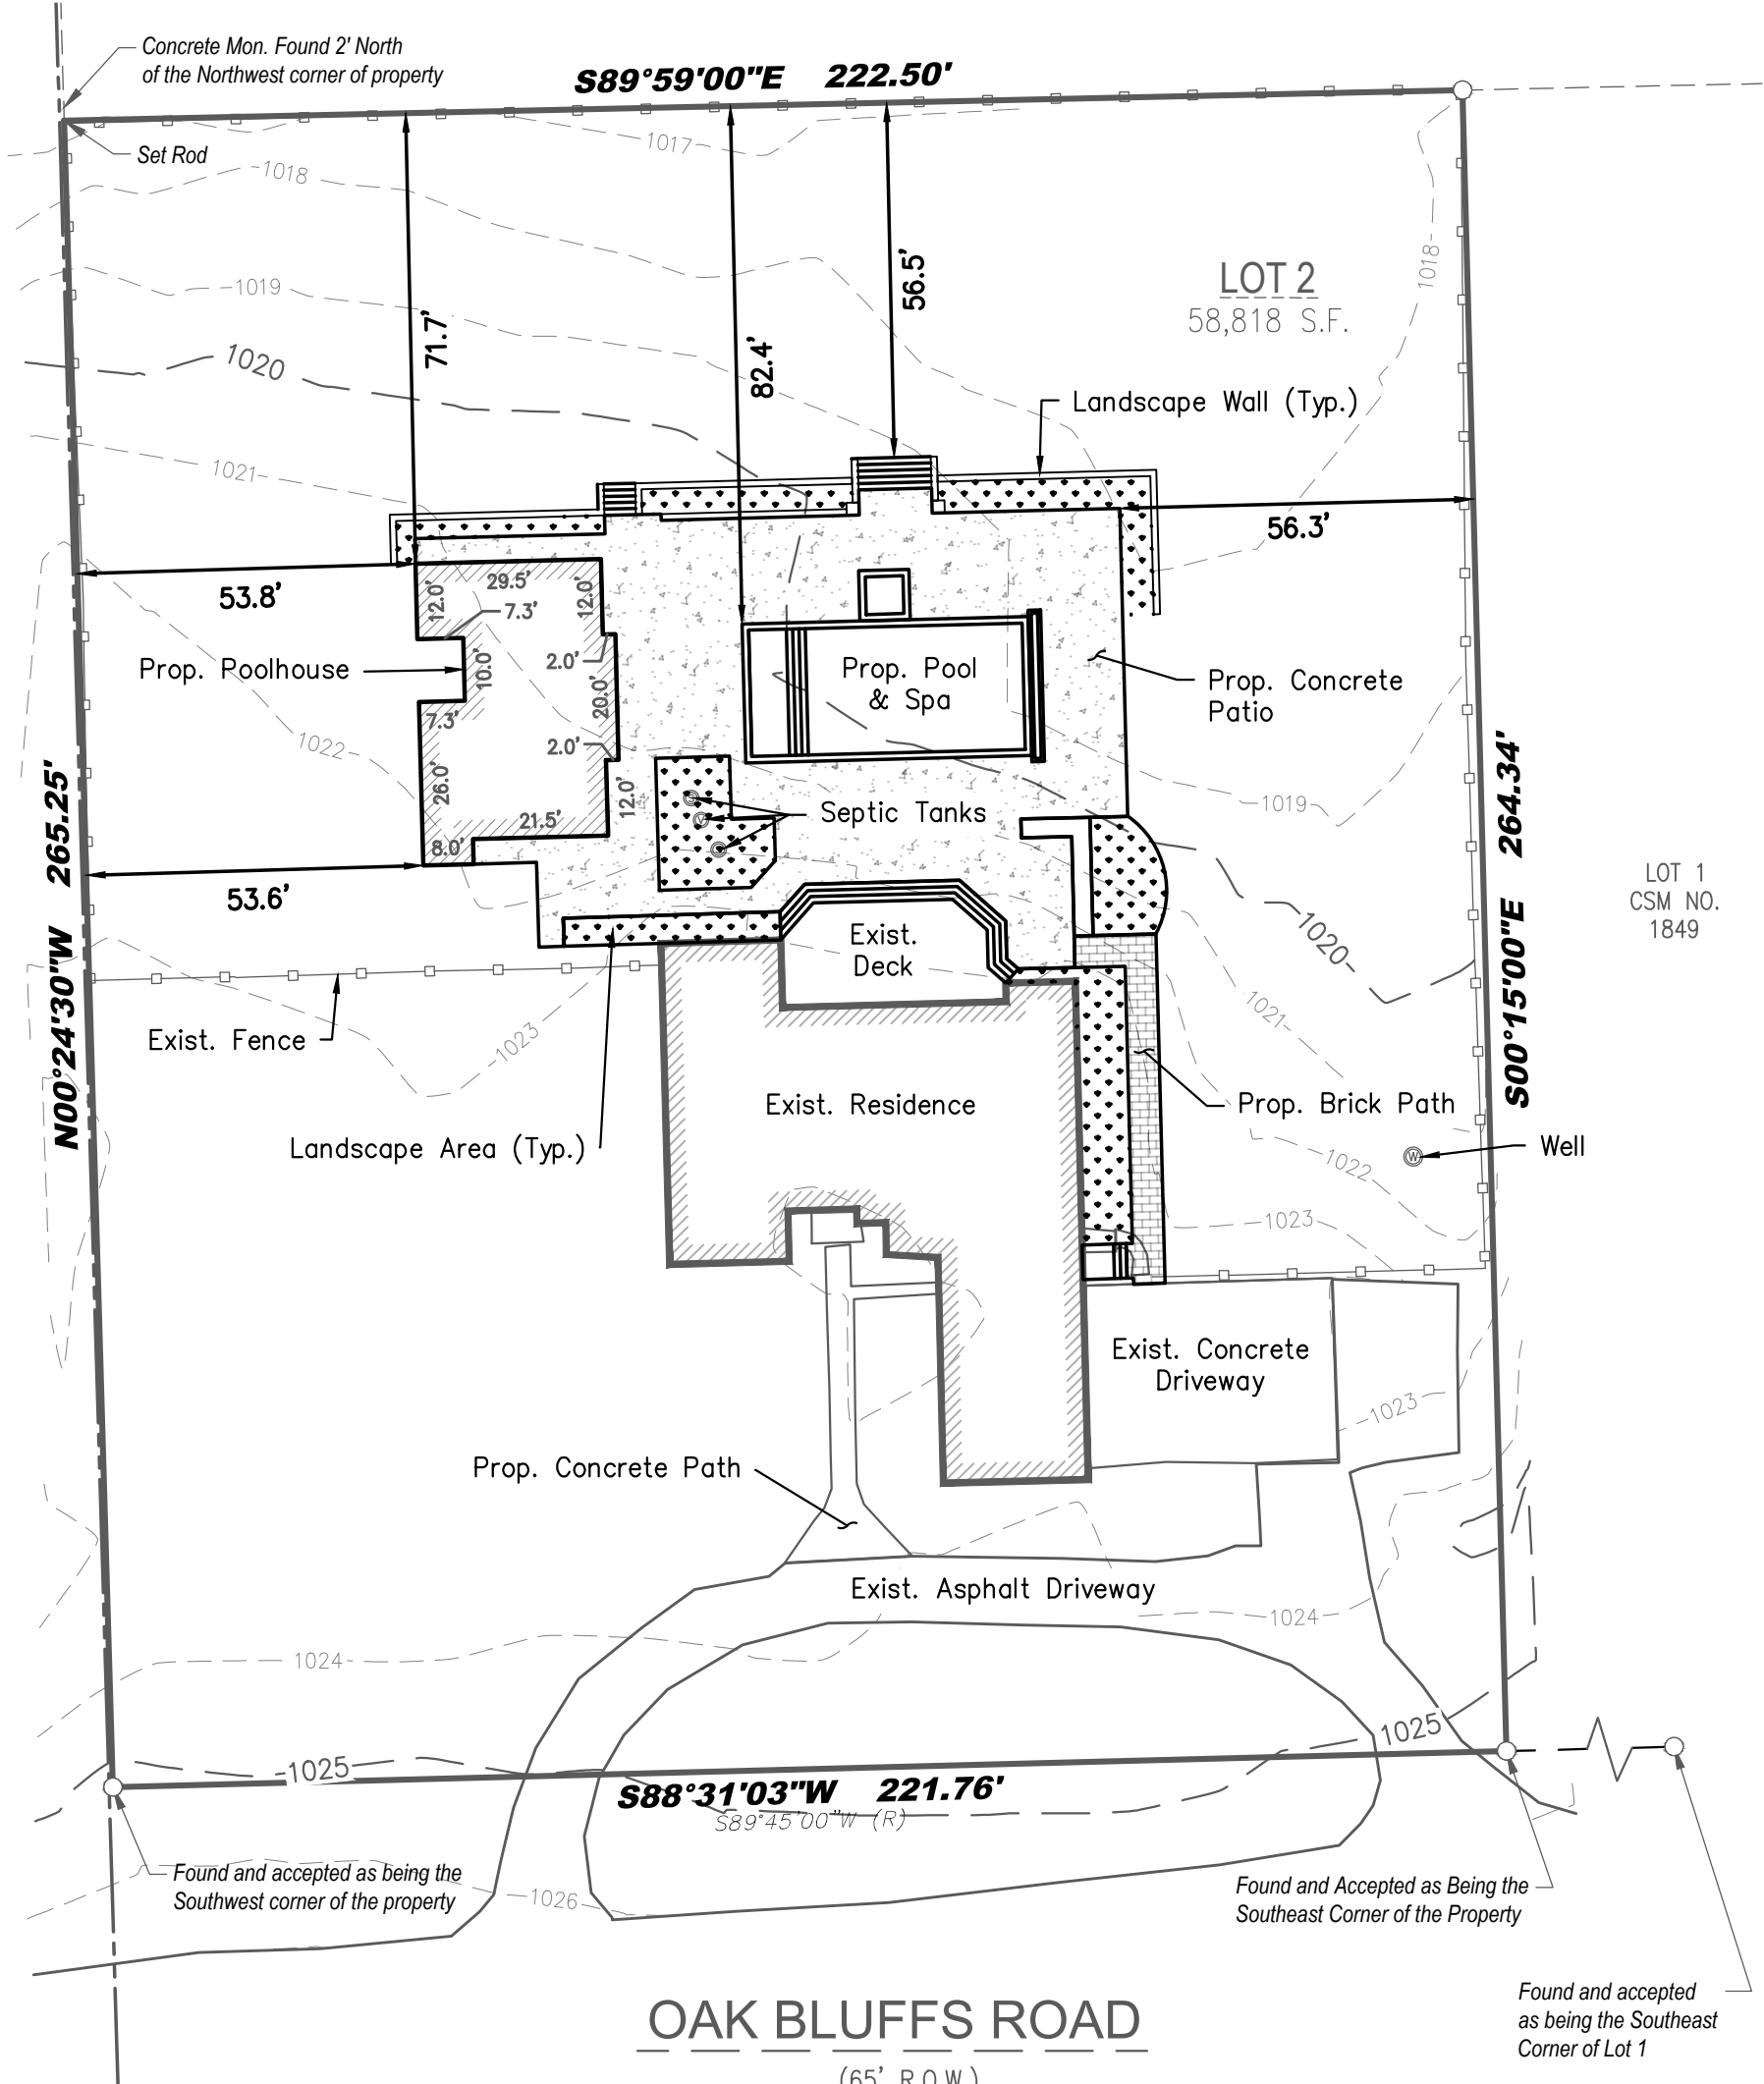 Concrete Mon. Found 2' North
of the Northwest corner of property
S89°59'00"E 222.50'
Set Rod
1017
1018
1018
LOT 2
58,818 S.F.
1019
56.5'
71.7'
82.4'
1020
Landscape Wall (Typ.)
1021
56.3'
53.8'
29.5'
12.0'
12.0'
7.3'
Prop. Poolhouse
10.0'
2.0'
20.0'
Prop. Pool
& Spa
Prop. Concrete
Patio
7.3'
1022
2.0'
26.0'
12.0'
21.5'
8.0'
Septic Tanks
1019
N00°24'30"W 265.25'
S00°15'00"E 264.34'
53.6'
LOT 1
CSM NO.
1849
Exist.
Deck
1020
1021
Exist. Fence
1023
Exist. Residence
Prop. Brick Path
Landscape Area (Typ.)
W
Well
1022
1023
Exist. Concrete
Driveway
1023
Prop. Concrete Path
Exist. Asphalt Driveway
1024
1024
1025
1025
S88°31'03"W 221.76'
S89°45'00"W (R)
Found and accepted as being the
Southwest corner of the property
1026
Found and Accepted as Being the
Southeast Corner of the Property
Found and accepted
as being the Southeast
Corner of Lot 1
OAK BLUFFS ROAD
(65' R.O.W.)